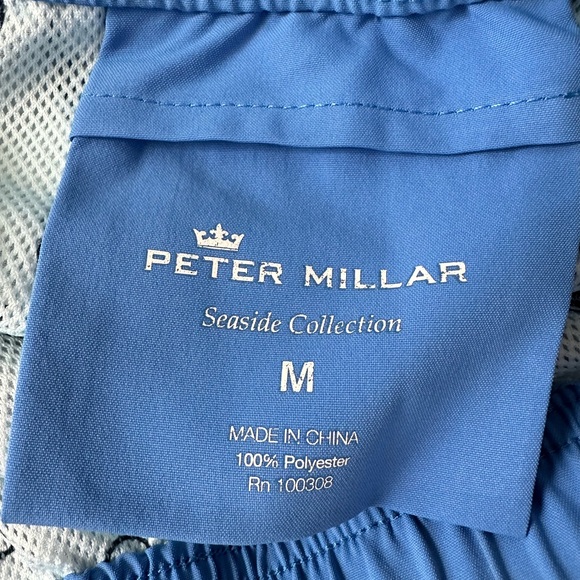 PETER MILLAR
Seaside Collection
M
MADE IN CHINA
100% Polyester
Rn 100308